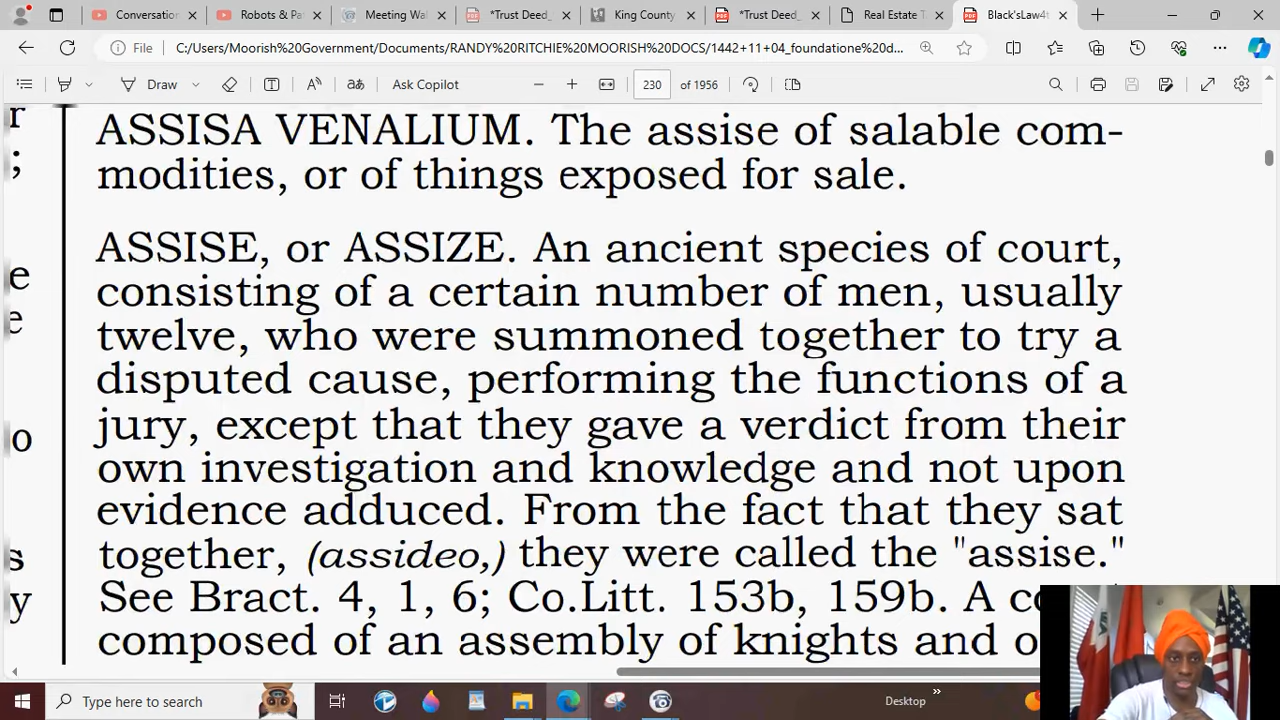 Conversation
Robots & Pa
Meeting Wal
*Trust Deed_
King County
*Trust Deed_
Real Estate T
Black'sLaw4t
File
C:/Users/Moorish%20Government/Documents/RANDY%20RITCHIE%20MOORISH%20DOCS/1442+11+04_foundatione%20d...
Draw
Ask Copilot
230 of 1956
r
;
e
e
o
s
y
ASSISA VENALIUM. The assise of salable com-
modities, or of things exposed for sale.
ASSISE, or ASSIZE. An ancient species of court,
consisting of a certain number of men, usually
twelve, who were summoned together to try a
disputed cause, performing the functions of a
jury, except that they gave a verdict from their
own investigation and knowledge and not upon
evidence adduced. From the fact that they sat
together, (assideo,) they were called the "assise."
See Bract. 4, 1, 6; Co.Litt. 153b, 159b. A co
composed of an assembly of knights and o
Type here to search
Desktop